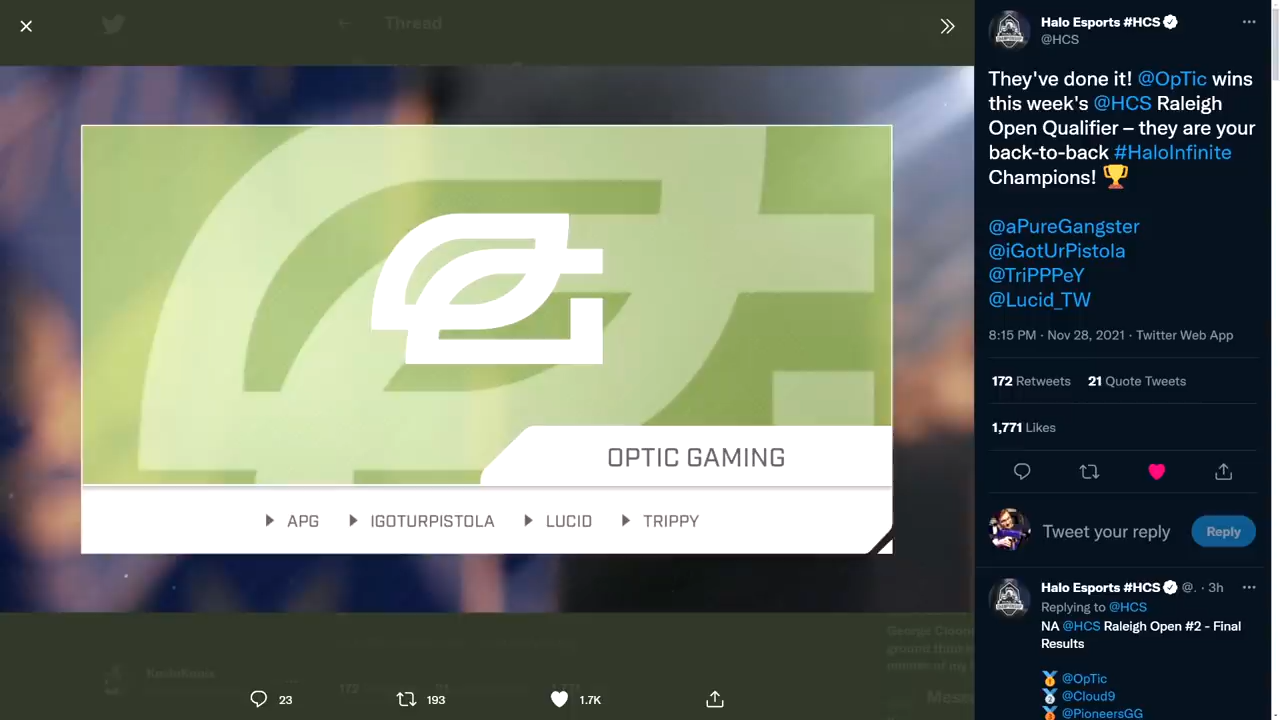 Thread
OPTIC GAMING
APG
IGOTURPISTOLA
LUCID
TRIPPY
23
193
1.7K
Halo Esports #HCS
@HCS
They've done it! @OpTic wins
this week's @HCS Raleigh
Open Qualifier – they are your
back-to-back #HaloInfinite
Champions! 🏆
@aPureGangster
@iGotUrPistola
@TriPPPeY
@Lucid_TW
8:15 PM · Nov 28, 2021 · Twitter Web App
172 Retweets 21 Quote Tweets
1,771 Likes
Tweet your reply
Reply
Halo Esports #HCS @. · 3h
Replying to @HCS
NA @HCS Raleigh Open #2 - Final
Results
🥇 @OpTic
🥈 @Cloud9
🥉 @PioneersGG